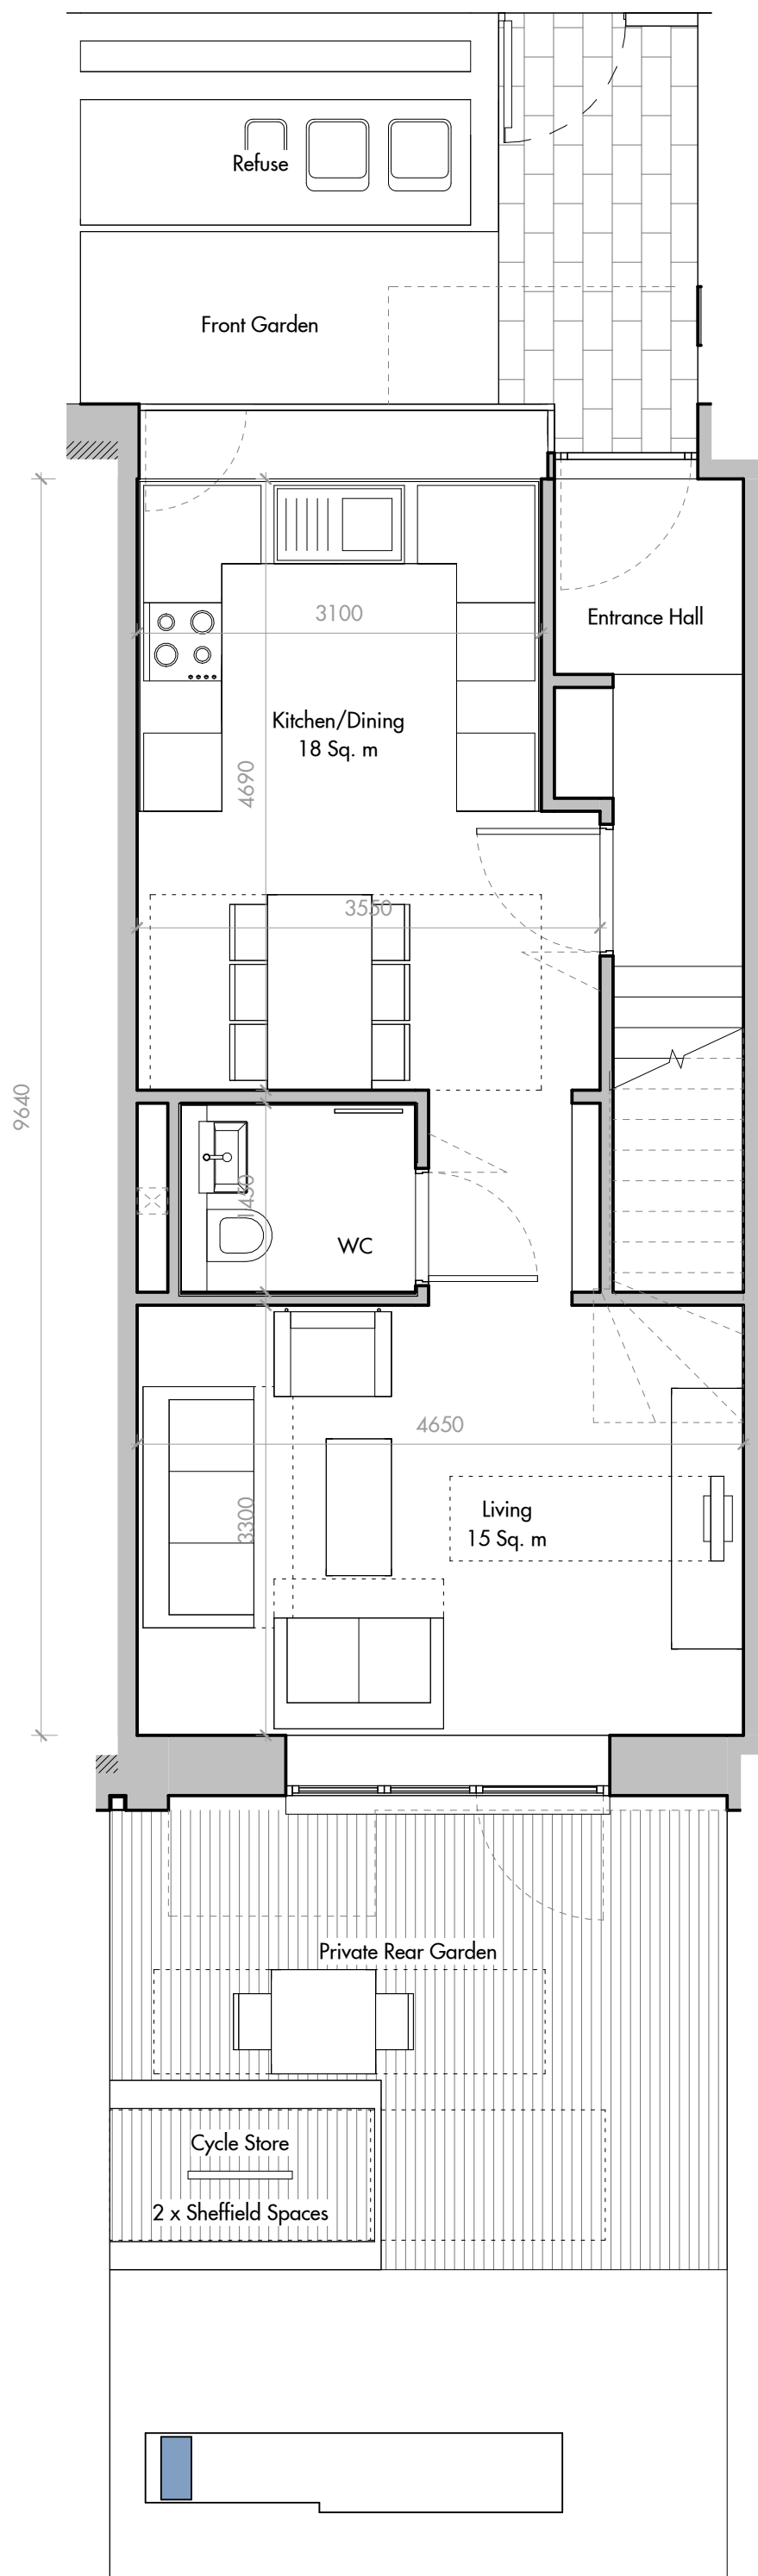 Refuse
Front Garden
Entrance Hall
3100
Kitchen/Dining
18 Sq. m
4690
3550
9640
1450
WC
4650
Living
15 Sq. m
3300
Private Rear Garden
Cycle Store
2 x Sheffield Spaces